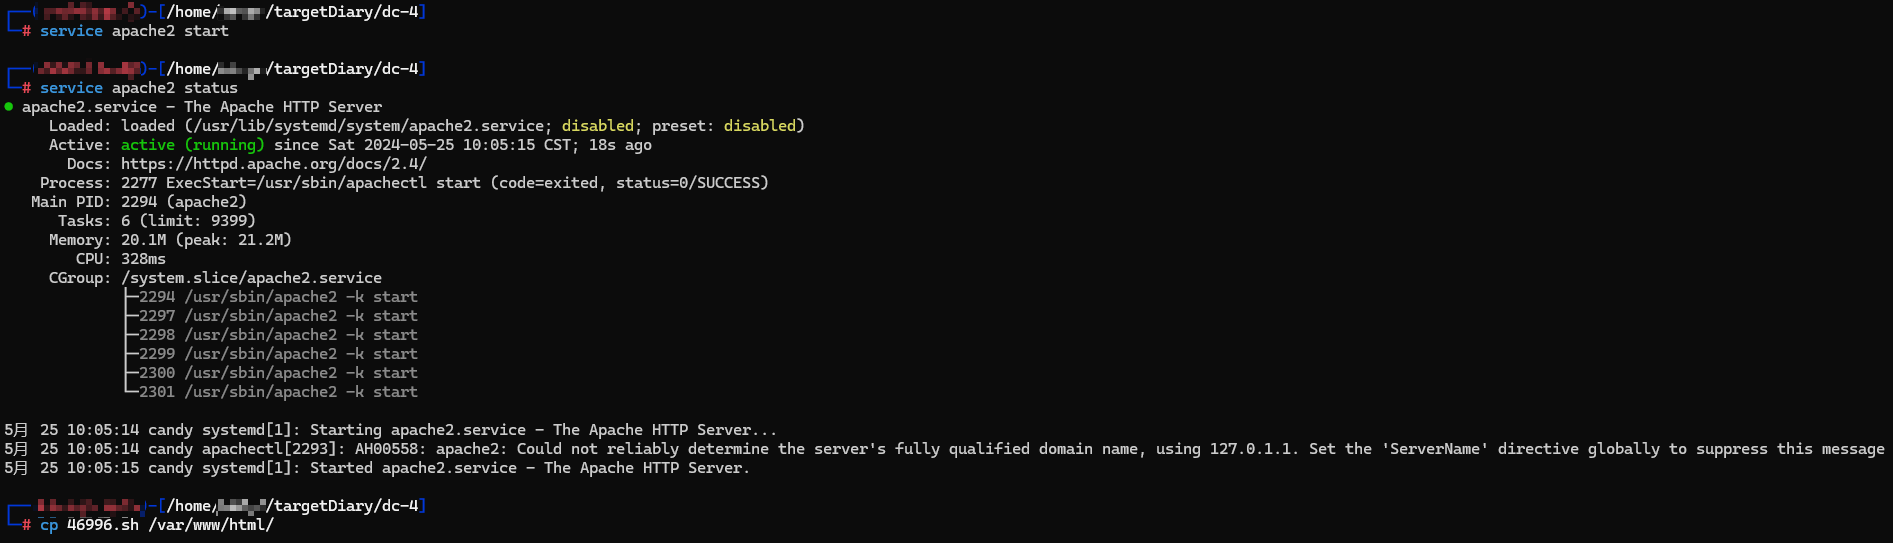 )-[/home/ /targetDiary/dc-4]
# service apache2 start
)-[/home/ /targetDiary/dc-4]
# service apache2 status
● apache2.service - The Apache HTTP Server
Loaded: loaded (/usr/lib/systemd/system/apache2.service; disabled; preset: disabled)
Active: active (running) since Sat 2024-05-25 10:05:15 CST; 18s ago
Docs: https://httpd.apache.org/docs/2.4/
Process: 2277 ExecStart=/usr/sbin/apachectl start (code=exited, status=0/SUCCESS)
Main PID: 2294 (apache2)
Tasks: 6 (limit: 9399)
Memory: 20.1M (peak: 21.2M)
CPU: 328ms
CGroup: /system.slice/apache2.service
├─2294 /usr/sbin/apache2 -k start
├─2297 /usr/sbin/apache2 -k start
├─2298 /usr/sbin/apache2 -k start
├─2299 /usr/sbin/apache2 -k start
├─2300 /usr/sbin/apache2 -k start
└─2301 /usr/sbin/apache2 -k start
5月 25 10:05:14 candy systemd[1]: Starting apache2.service - The Apache HTTP Server...
5月 25 10:05:14 candy apachectl[2293]: AH00558: apache2: Could not reliably determine the server's fully qualified domain name, using 127.0.1.1. Set the 'ServerName' directive globally to suppress this message
5月 25 10:05:15 candy systemd[1]: Started apache2.service - The Apache HTTP Server.
)-[/home/ /targetDiary/dc-4]
# cp 46996.sh /var/www/html/